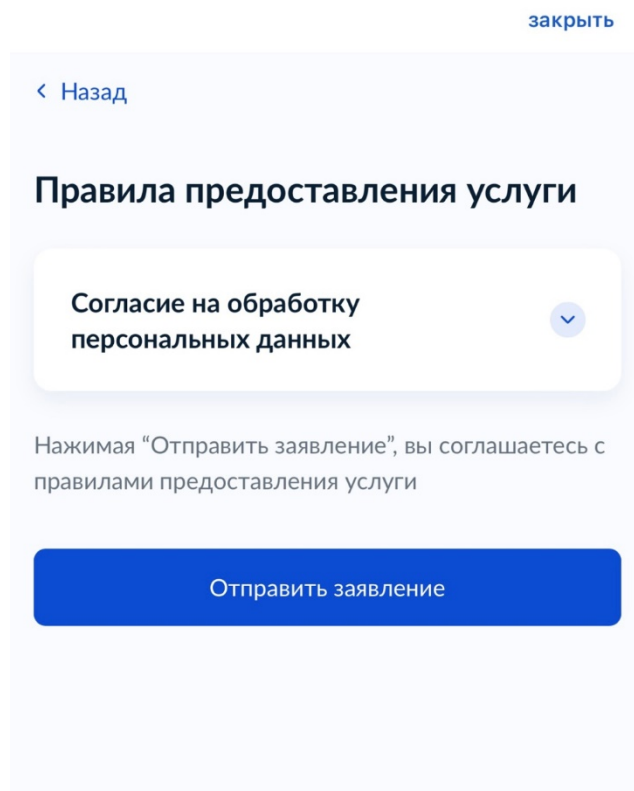 закрыть
Назад
Правила предоставления услуги
Согласие на обработку
персональных данных
Нажимая “Отправить заявление”, вы соглашаетесь с
правилами предоставления услуги
Отправить заявление